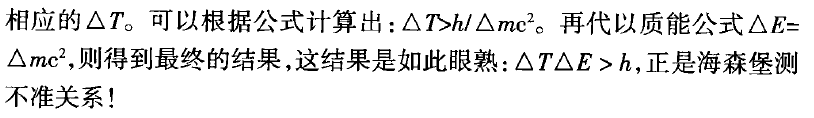 相应的△T。可以根据公式计算出:△T>h/△mc²。再代以质能公式△E=
△mc²,则得到最终的结果,这结果是如此眼熟:△T△E > h,正是海森堡测
不准关系!